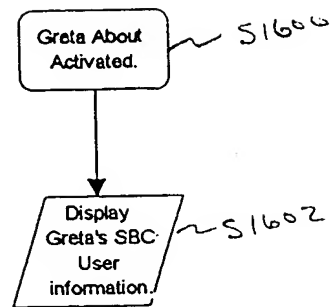 Greta About
Activated.
S1600
Display
Greta's SBC
User
information.
S1602